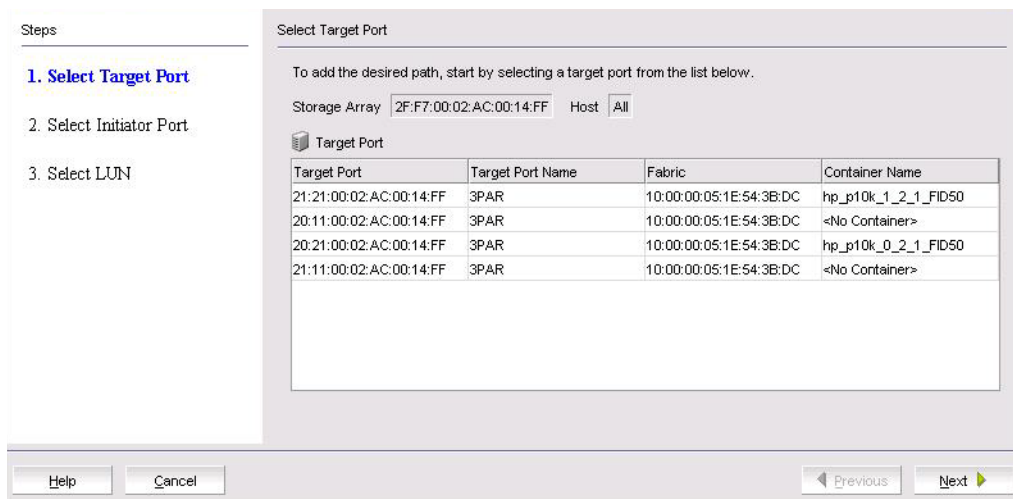 Steps
1. Select Target Port
2. Select Initiator Port
3. Select LUN
Select Target Port
To add the desired path, start by selecting a target port from the list below.
Storage Array 2F:F7:00:02:AC:00:14:FF Host All
Target Port
Target Port Target Port Name Fabric Container Name
21:21:00:02:AC:00:14:FF 3PAR 10:00:00:05:1E:54:3B:DC hp_p10k_1_2_1_FID50
20:11:00:02:AC:00:14:FF 3PAR 10:00:00:05:1E:54:3B:DC <No Container>
20:21:00:02:AC:00:14:FF 3PAR 10:00:00:05:1E:54:3B:DC hp_p10k_0_2_1_FID50
21:11:00:02:AC:00:14:FF 3PAR 10:00:00:05:1E:54:3B:DC <No Container>
Help Cancel Previous Next